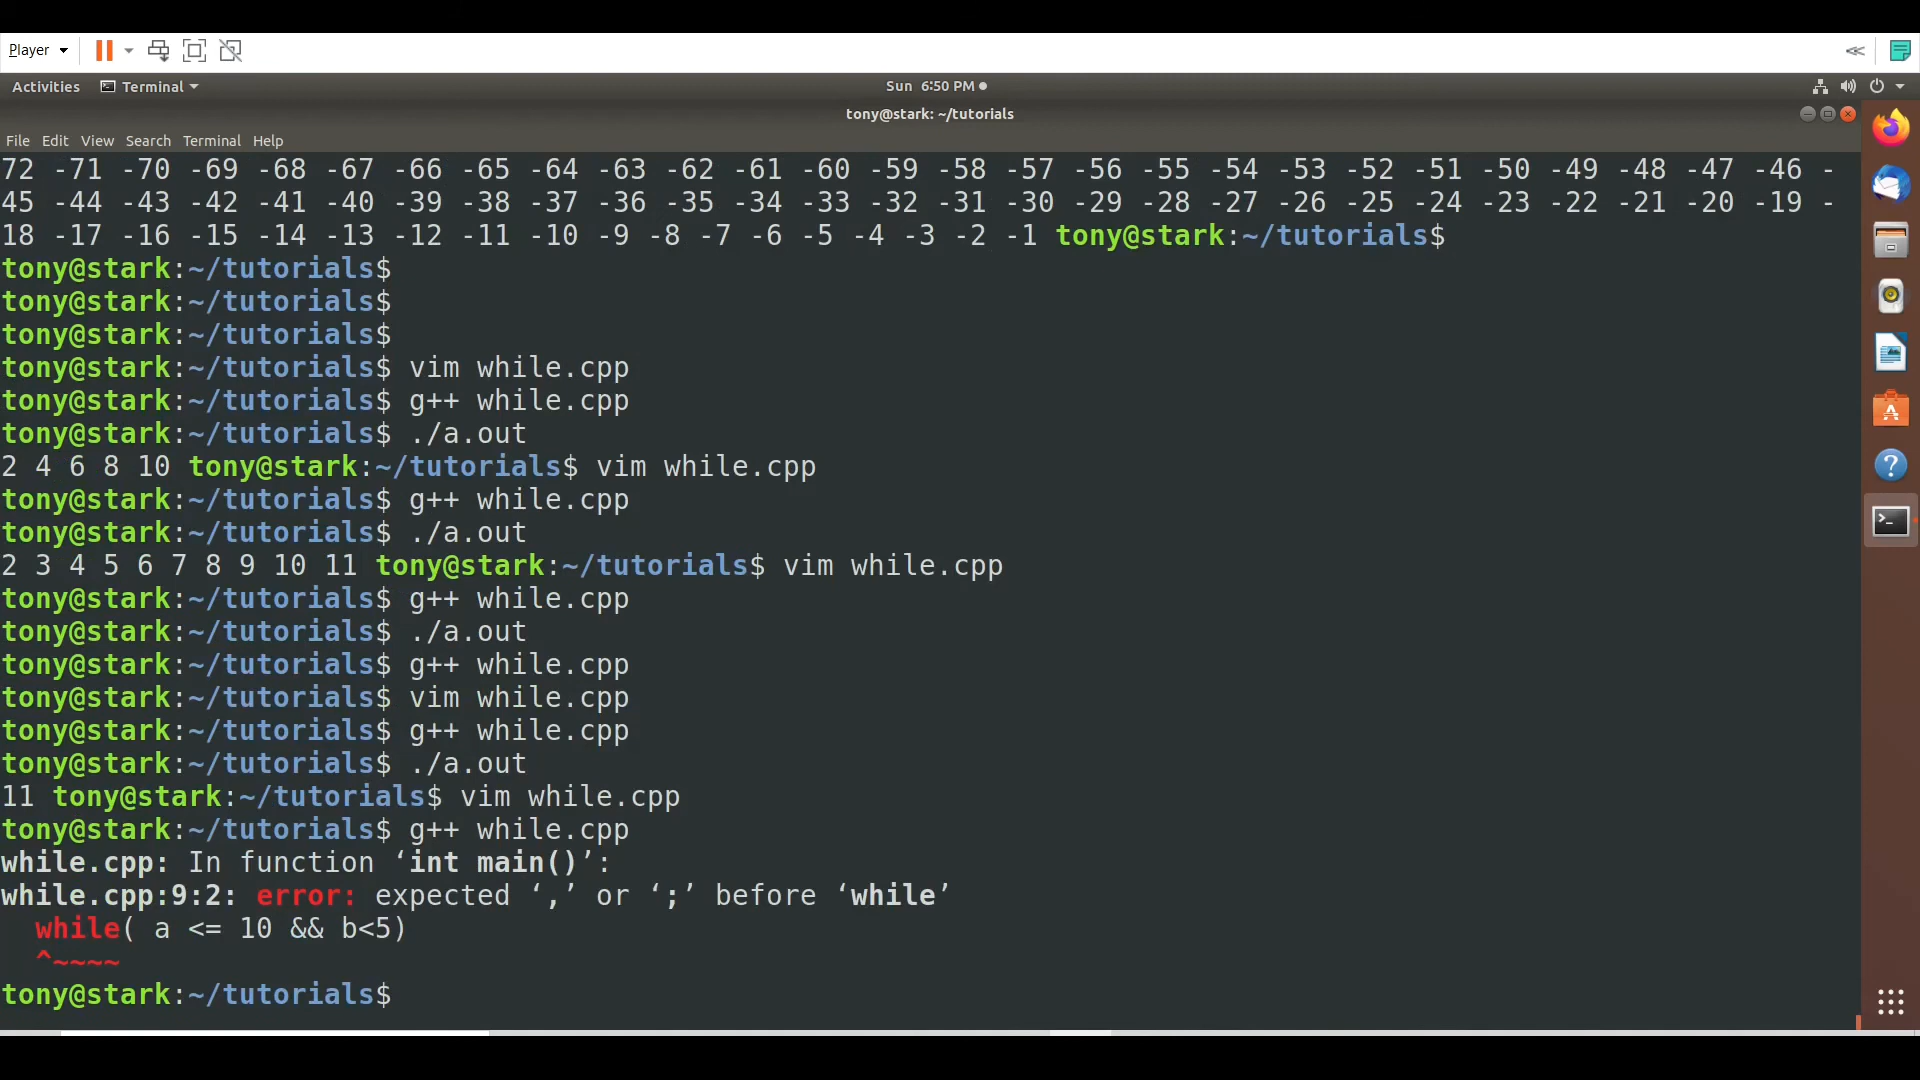 Player
Activities Terminal Sun 6:50 PM
tony@stark: ~/tutorials
File Edit View Search Terminal Help
72 -71 -70 -69 -68 -67 -66 -65 -64 -63 -62 -61 -60 -59 -58 -57 -56 -55 -54 -53 -52 -51 -50 -49 -48 -47 -46 -
45 -44 -43 -42 -41 -40 -39 -38 -37 -36 -35 -34 -33 -32 -31 -30 -29 -28 -27 -26 -25 -24 -23 -22 -21 -20 -19 -
18 -17 -16 -15 -14 -13 -12 -11 -10 -9 -8 -7 -6 -5 -4 -3 -2 -1 tony@stark:~/tutorials$
tony@stark:~/tutorials$
tony@stark:~/tutorials$
tony@stark:~/tutorials$
tony@stark:~/tutorials$ vim while.cpp
tony@stark:~/tutorials$ g++ while.cpp
tony@stark:~/tutorials$ ./a.out
2 4 6 8 10 tony@stark:~/tutorials$ vim while.cpp
tony@stark:~/tutorials$ g++ while.cpp
tony@stark:~/tutorials$ ./a.out
2 3 4 5 6 7 8 9 10 11 tony@stark:~/tutorials$ vim while.cpp
tony@stark:~/tutorials$ g++ while.cpp
tony@stark:~/tutorials$ ./a.out
tony@stark:~/tutorials$ g++ while.cpp
tony@stark:~/tutorials$ vim while.cpp
tony@stark:~/tutorials$ g++ while.cpp
tony@stark:~/tutorials$ ./a.out
11 tony@stark:~/tutorials$ vim while.cpp
tony@stark:~/tutorials$ g++ while.cpp
while.cpp: In function ‘int main()’:
while.cpp:9:2: error: expected ‘,’ or ‘;’ before ‘while’
  while( a <= 10 && b<5)
  ^~~~~
tony@stark:~/tutorials$